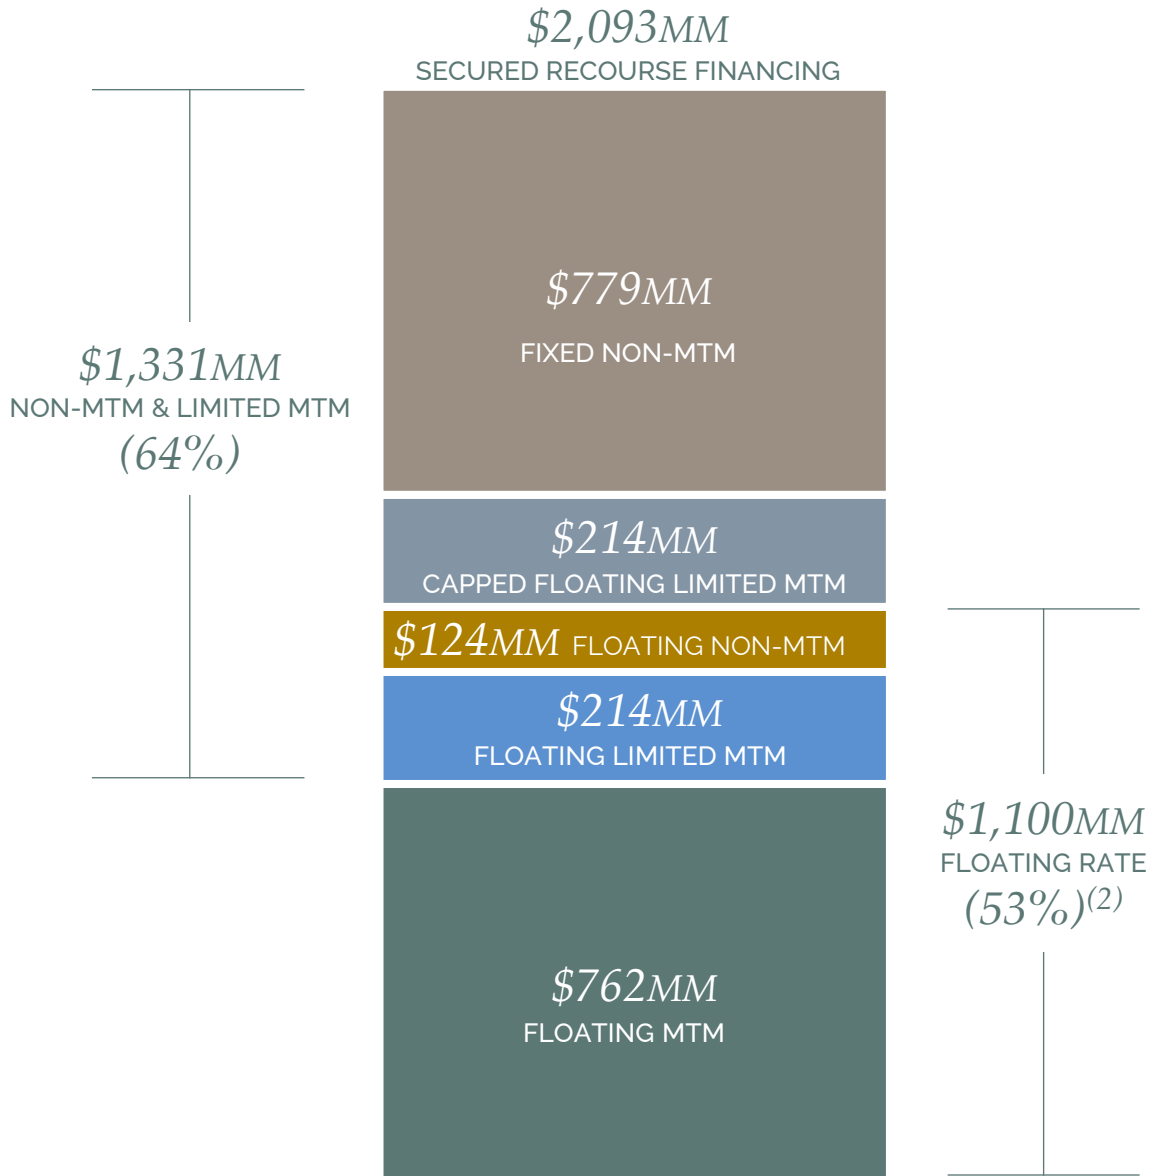 $2,093MM
SECURED RECOURSE FINANCING
$779MM
FIXED NON-MTM
$1,331MM
NON-MTM & LIMITED MTM
(64%)
$214MM
CAPPED FLOATING LIMITED MTM
$124MM FLOATING NON-MTM
$214MM
FLOATING LIMITED MTM
$1,100MM
FLOATING RATE
(53%)(2)
$762MM
FLOATING MTM